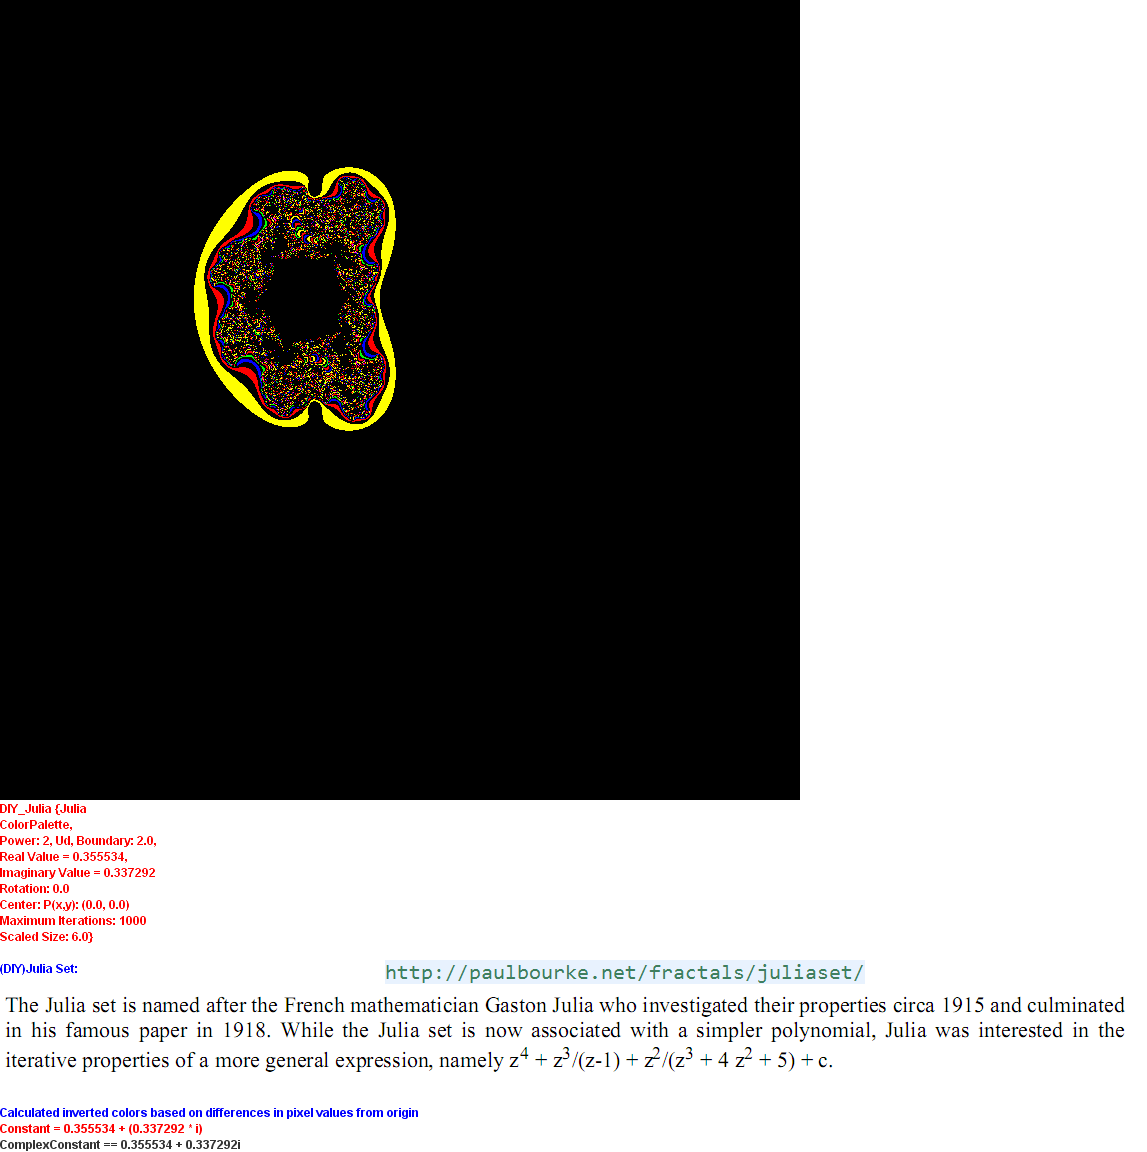 DIY_Julia {Julia
ColorPalette,
Power: 2, Ud, Boundary: 2.0,
Real Value = 0.355534,
Imaginary Value = 0.337292
Rotation: 0.0
Center: P(x,y): (0.0, 0.0)
Maximum Iterations: 1000
Scaled Size: 6.0}
(DIY)Julia Set:
http://paulbourke.net/fractals/juliaset/
The Julia set is named after the French mathematician Gaston Julia who investigated their properties circa 1915 and culminated
in his famous paper in 1918. While the Julia set is now associated with a simpler polynomial, Julia was interested in the
iterative properties of a more general expression, namely z⁴ + z³/(z-1) + z²/(z³ + 4 z² + 5) + c.
Calculated inverted colors based on differences in pixel values from origin
Constant = 0.355534 + (0.337292 * i)
ComplexConstant == 0.355534 + 0.337292i